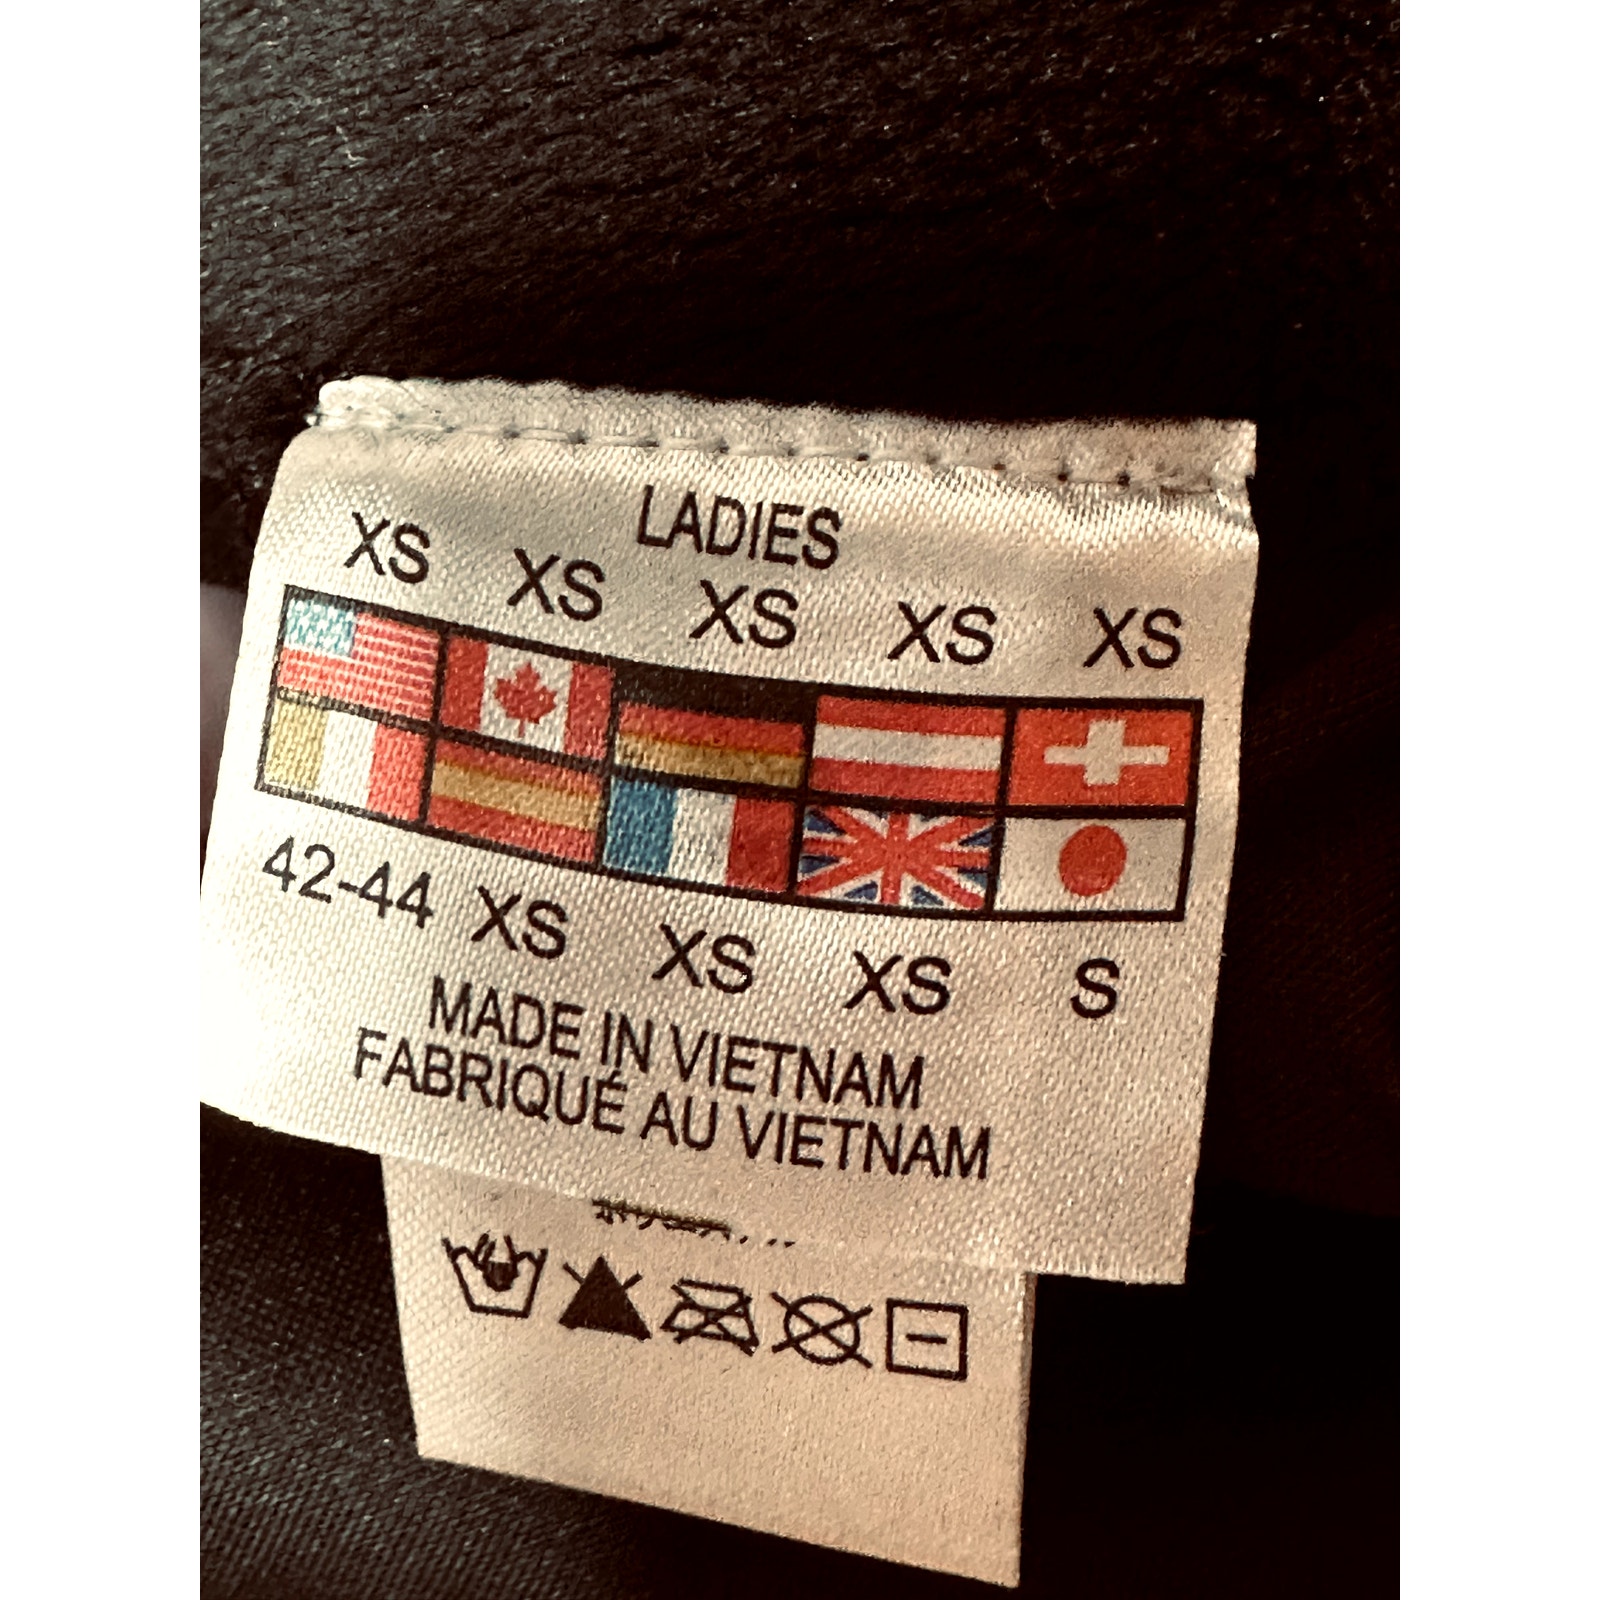 LADIES
XS XS XS XS XS
42-44 XS XS XS S
MADE IN VIETNAM
FABRIQUÉ AU VIETNAM